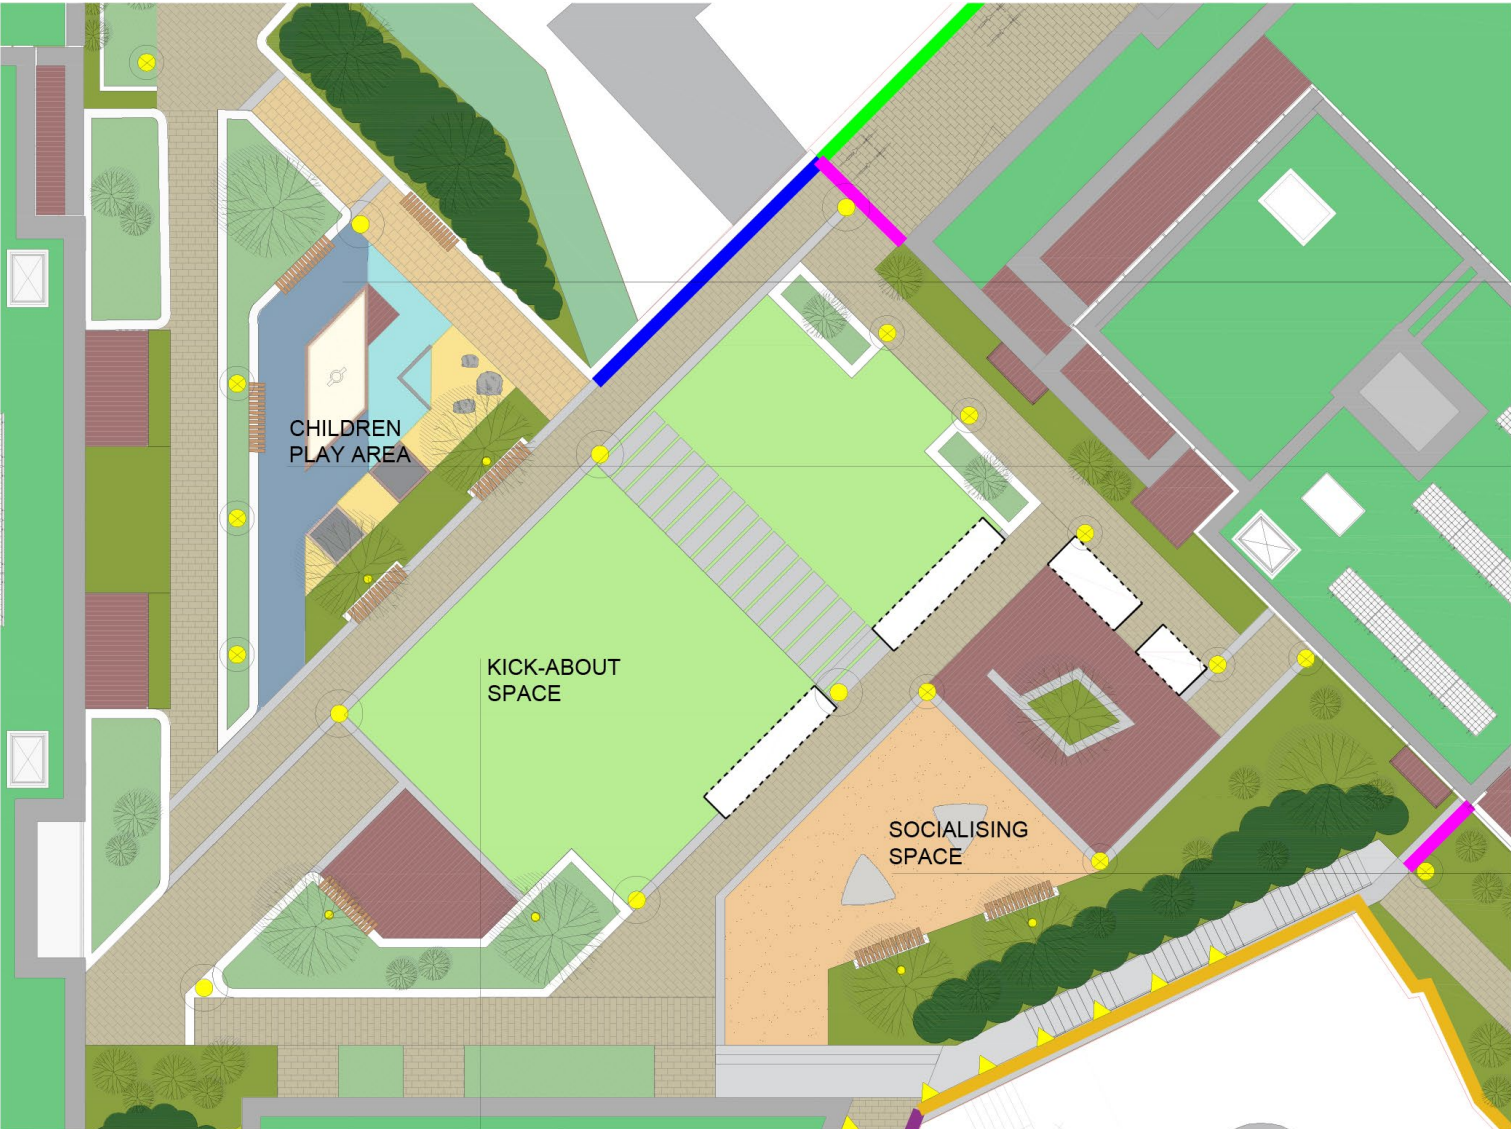 CHILDREN
PLAY AREA
KICK-ABOUT
SPACE
SOCIALISING
SPACE